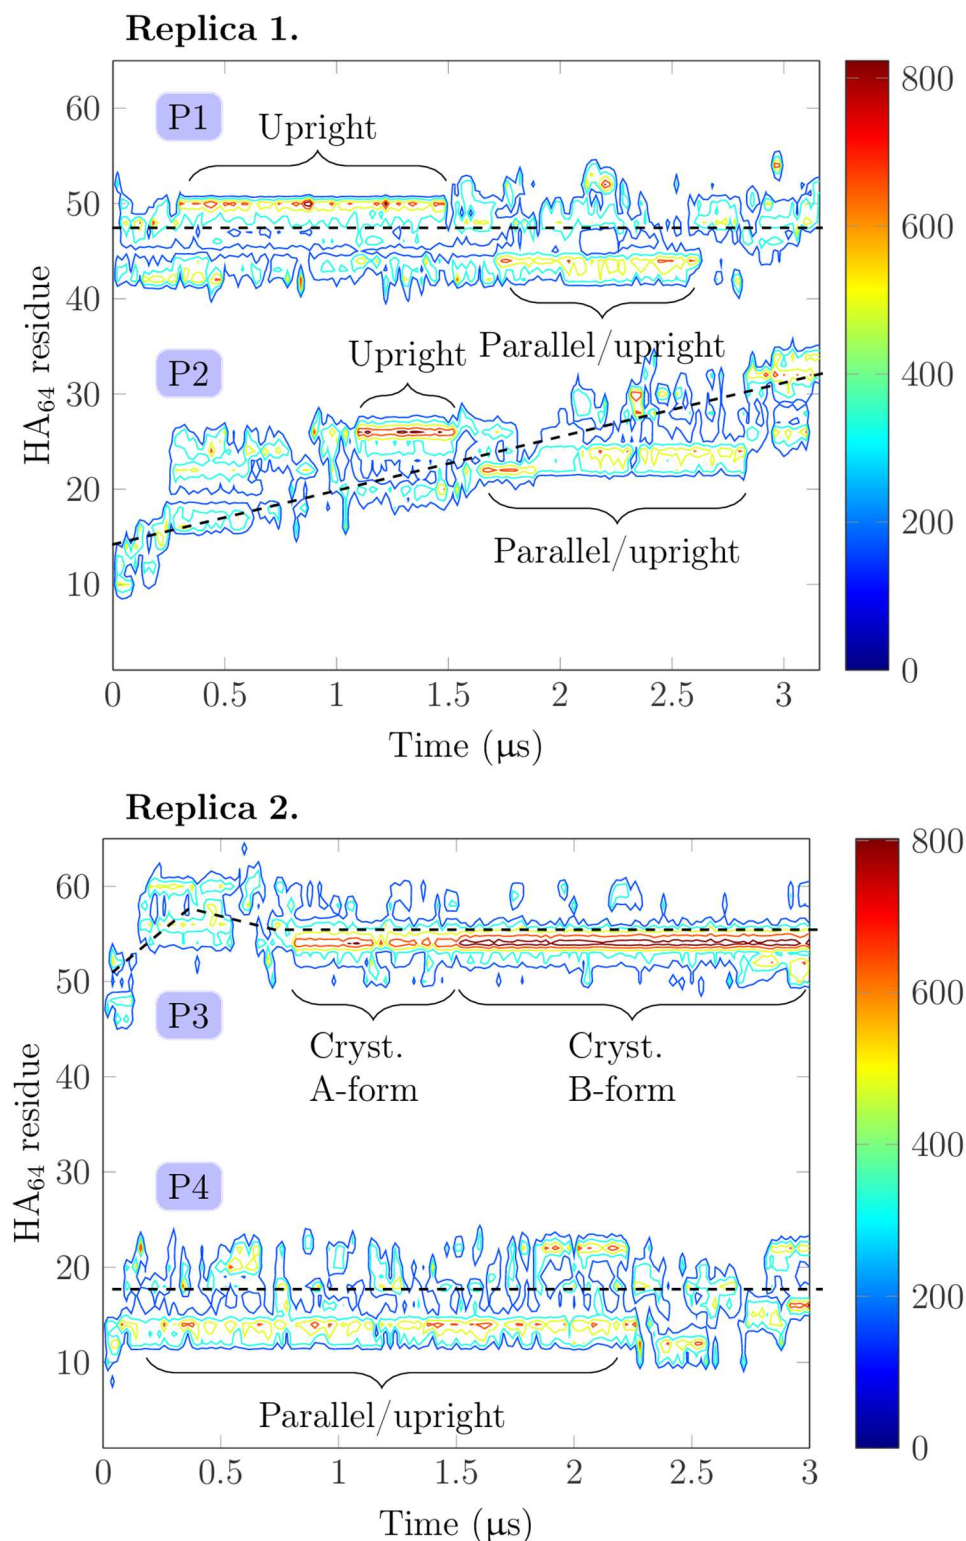 Replica 1.
800
60
P1
Upright
50
600
40
HA64 residue
Parallel/upright
Upright
P2
400
30
20
200
Parallel/upright
10
0
0 0.5 1 1.5 2 2.5 3
Time (μs)
Replica 2.
800
60
50
P3
600
Cryst. A-form
Cryst. B-form
40
HA64 residue
400
30
P4
20
200
10
Parallel/upright
0
0 0.5 1 1.5 2 2.5 3
Time (μs)